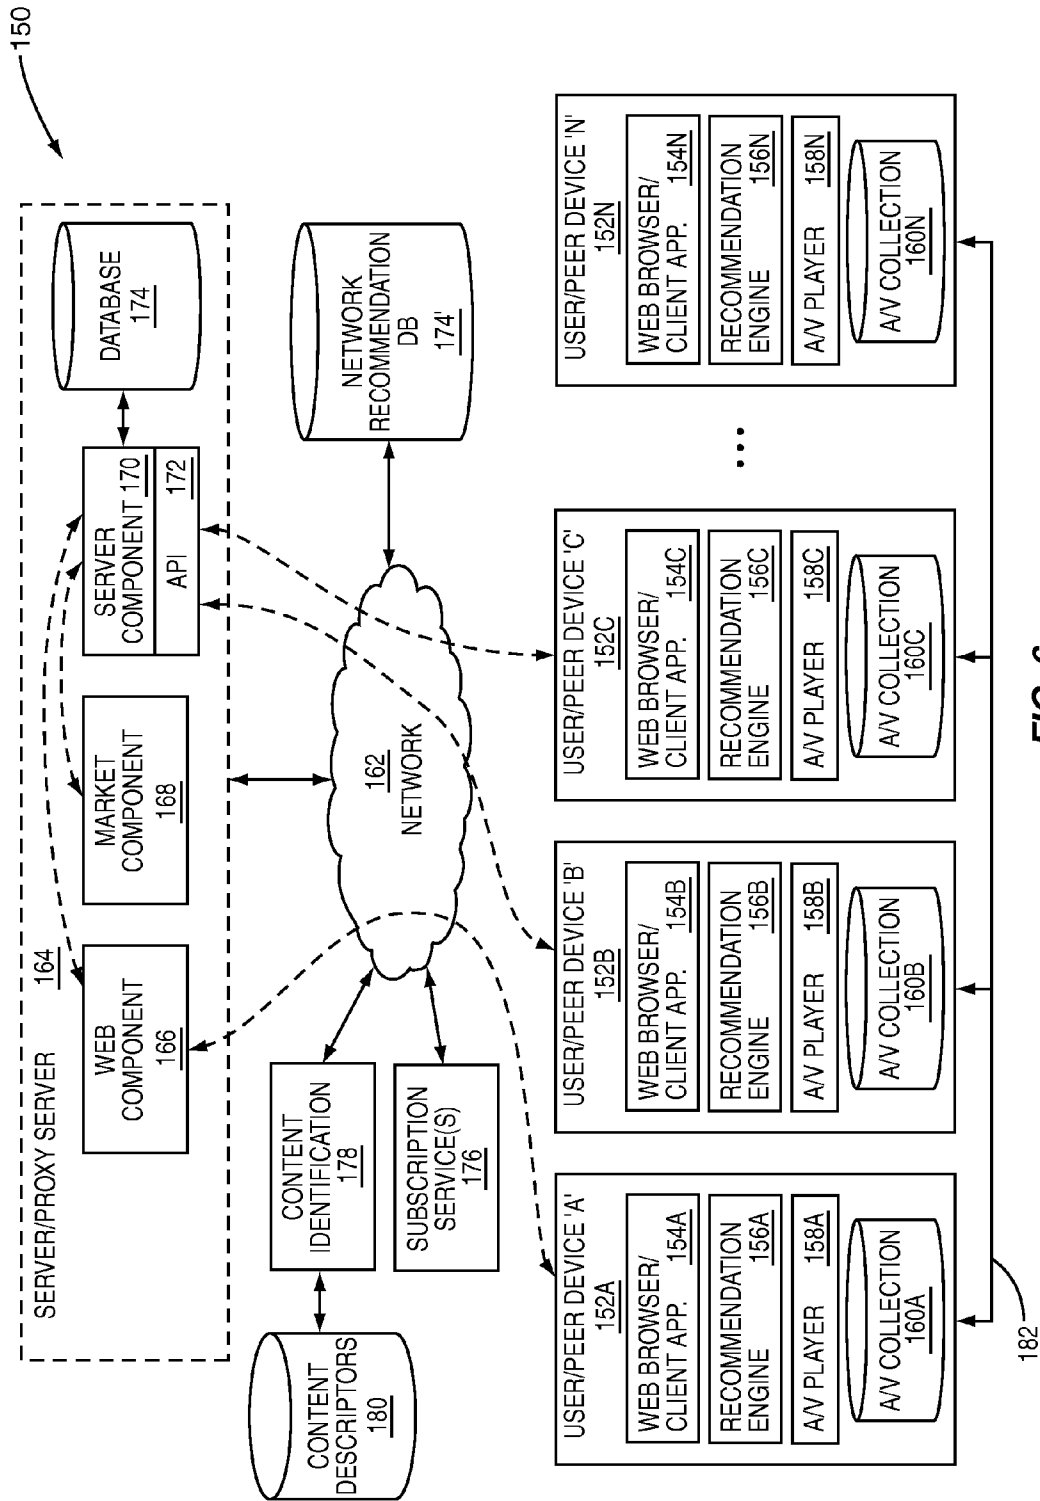 150
SERVER/PROXY SERVER
164
WEB
COMPONENT
166
MARKET
COMPONENT
168
SERVER
COMPONENT 170
API 172
DATABASE
174
CONTENT
DESCRIPTORS
180
CONTENT
IDENTIFICATION
178
SUBSCRIPTION
SERVICE(S)
176
162
NETWORK
NETWORK
RECOMMENDATION
DB
174'
USER/PEER DEVICE 'A'
152A
WEB BROWSER/
CLIENT APP. 154A
RECOMMENDATION
ENGINE 156A
A/V PLAYER 158A
A/V COLLECTION
160A
USER/PEER DEVICE 'B'
152B
WEB BROWSER/
CLIENT APP. 154B
RECOMMENDATION
ENGINE 156B
A/V PLAYER 158B
A/V COLLECTION
160B
USER/PEER DEVICE 'C'
152C
WEB BROWSER/
CLIENT APP. 154C
RECOMMENDATION
ENGINE 156C
A/V PLAYER 158C
A/V COLLECTION
160C
...
USER/PEER DEVICE 'N'
152N
WEB BROWSER/
CLIENT APP. 154N
RECOMMENDATION
ENGINE 156N
A/V PLAYER 158N
A/V COLLECTION
160N
182